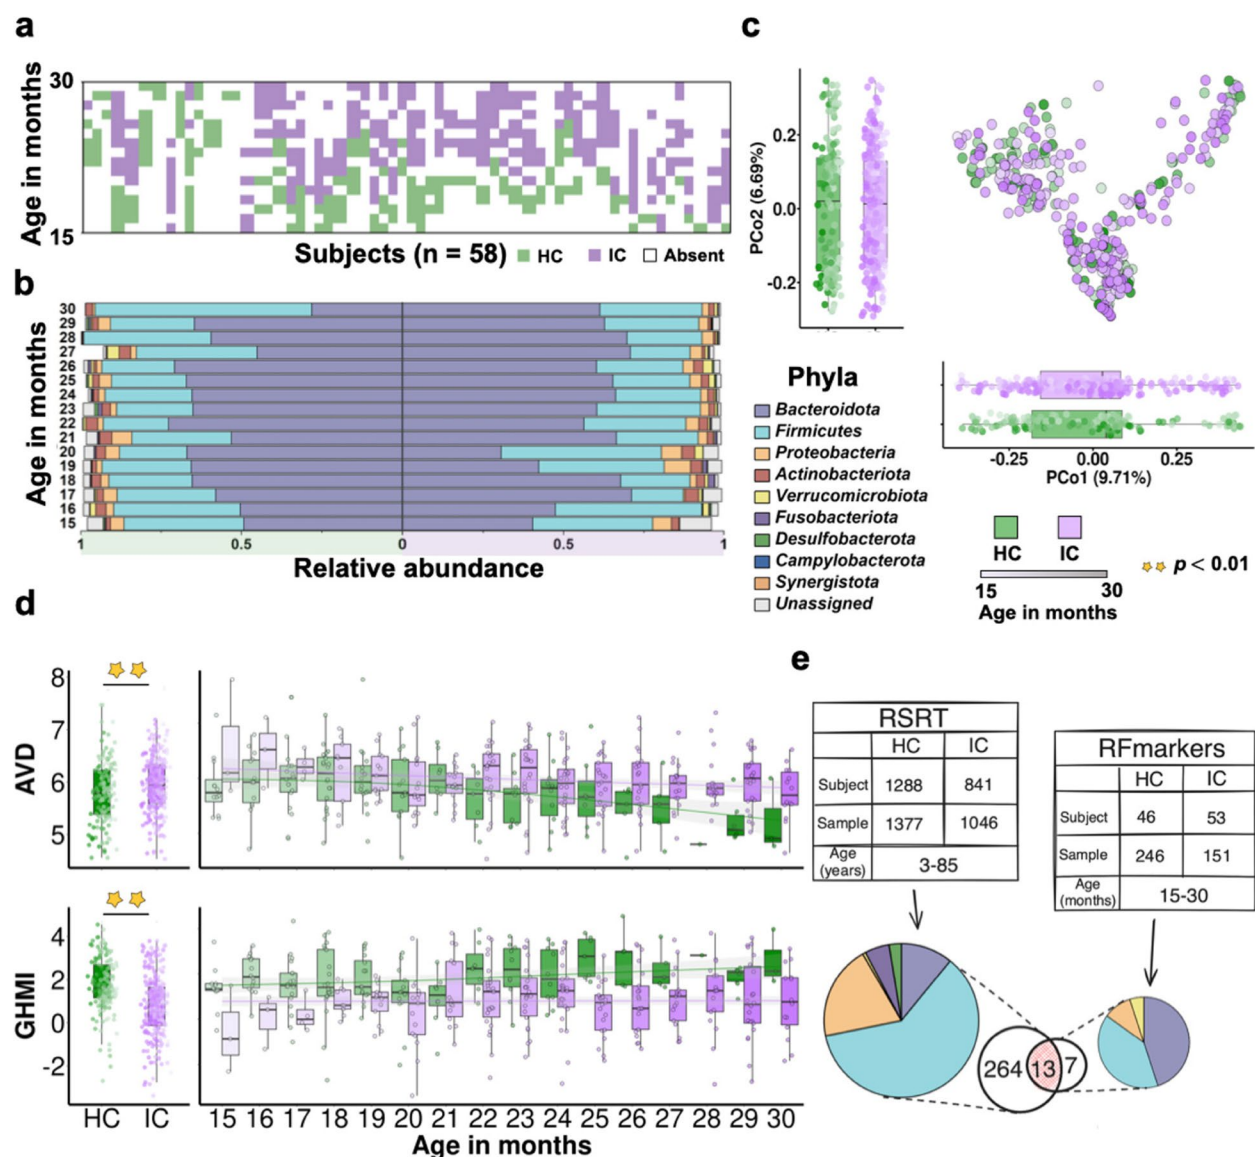 a
30
Age in months
15
Subjects (n = 58) HC IC Absent
b
Age in months
30
29
28
27
26
25
24
23
22
21
20
19
18
17
16
15
1 0.5 0 0.5 1
Relative abundance
c
PCo2 (6.69%)
0.2
0.0
-0.2
-0.25 0.00 0.25
PCo1 (9.71%)
Phyla
Bacteroidota
Firmicutes
Proteobacteria
Actinobacteriota
Verrucomicrobiota
Fusobacteriota
Desulfobacterota
Campylobacterota
Synergistota
Unassigned
HC IC
15 30
Age in months
p < 0.01
d
AVD
8
7
6
5
GHMI
4
2
0
-2
HC IC 15 16 17 18 19 20 21 22 23 24 25 26 27 28 29 30
Age in months
e
RSRT
HC IC
Subject 1288 841
Sample 1377 1046
Age (years) 3-85
RFmarkers
HC IC
Subject 46 53
Sample 246 151
Age (months) 15-30
264 13 7